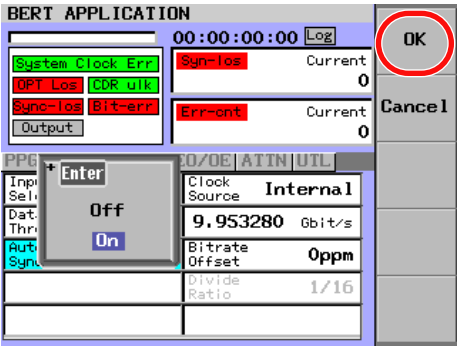 BERT APPLICATION
00:00:00:00 Log
OK
System Clock Err
OPT Los CDR ulk
Sync-los Bit-err
Output
Syn-los Current
0
Err-cnt Current
0
Cancel
PPG EO/OE ATTN UTL
Enter
Off
On
Clock Source Internal
9.953280 Gbit/s
Bitrate Offset 0ppm
Divide Ratio 1/16